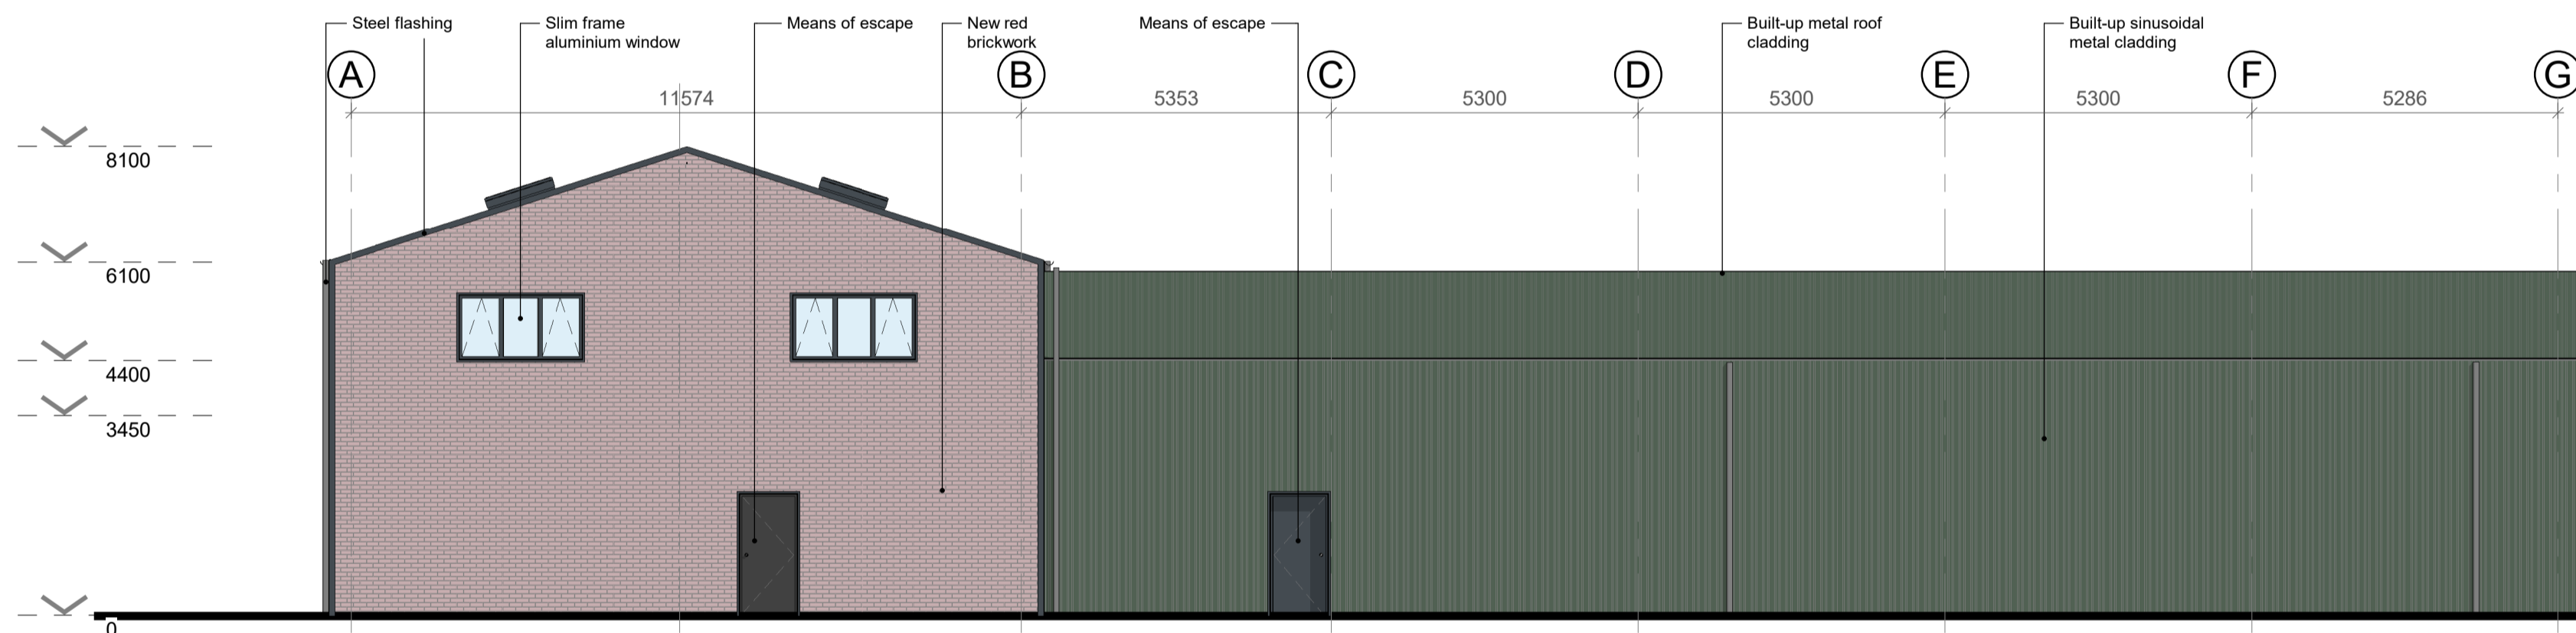 Steel flashing
Slim frame
aluminium window
Means of escape
New red
brickwork
Means of escape
Built-up metal roof
cladding
Built-up sinusoidal
metal cladding
A
B
C
D
E
F
G
11574
5353
5300
5300
5300
5286
8100
6100
4400
3450
0